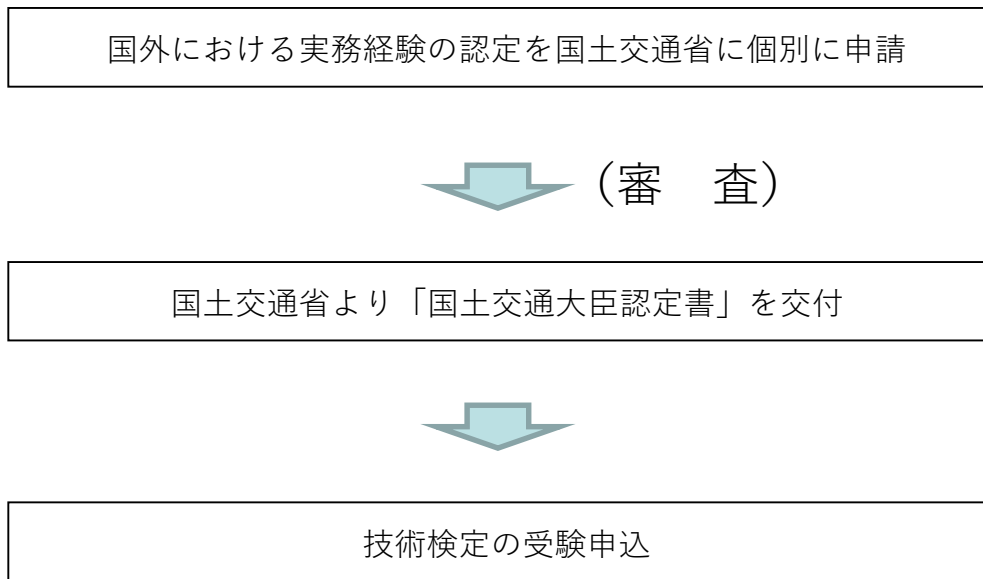 国外における実務経験の認定を国土交通省に個別に申請
（審　査）
国土交通省より「国土交通大臣認定書」を交付
技術検定の受験申込